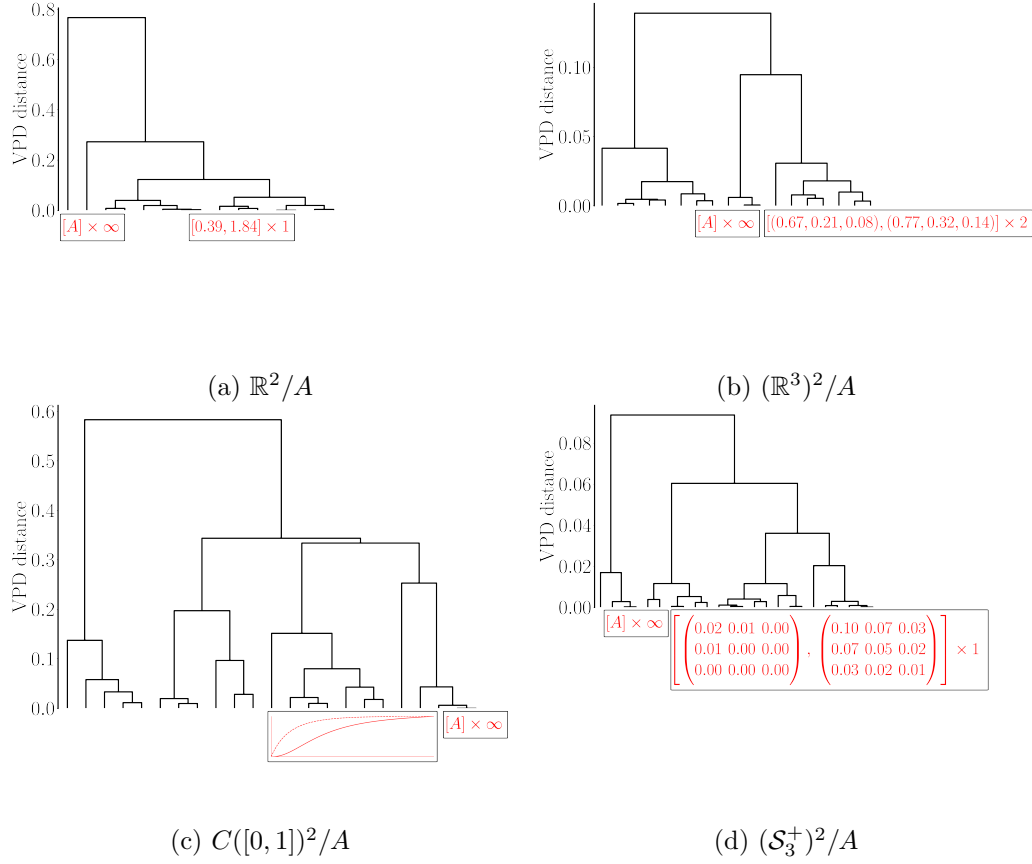 0.8
0.6
0.4
0.2
0.0
VPD distance
[A] × ∞
[0.39, 1.84] × 1
(a) ℝ²/A
0.10
0.05
0.00
VPD distance
[A] × ∞
[(0.67, 0.21, 0.08), (0.77, 0.32, 0.14)] × 2
(b) (ℝ³)²/A
0.6
0.5
0.4
0.3
0.2
0.1
0.0
VPD distance
[A] × ∞
(c) C([0, 1])²/A
0.08
0.06
0.04
0.02
0.00
VPD distance
[A] × ∞
[(0.02 0.01 0.00), (0.10 0.07 0.03)] × 1
0.01 0.00 0.00 0.07 0.05 0.02
0.00 0.00 0.00 0.03 0.02 0.01
(d) (𝒮₃⁺)²/A